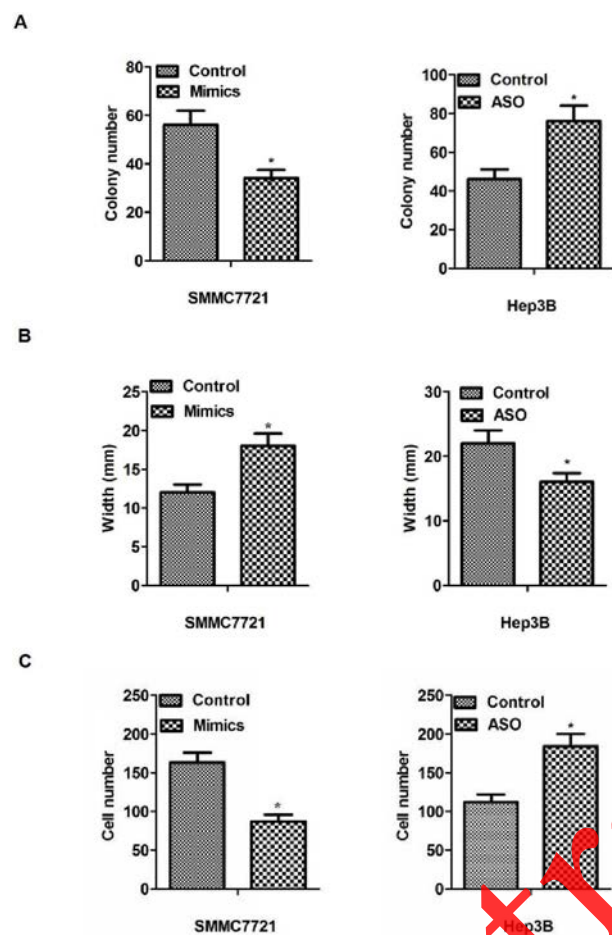 A
Control
Mimics
Colony number
60
80
40
20
0
SMMC7721
Control
ASO
Colony number
100
80
60
40
20
0
Hep3B
*
*
B
Control
Mimics
Width (mm)
25
20
15
10
5
0
SMMC7721
*
Control
ASO
Width (mm)
30
20
10
0
Hep3B
*
C
Control
Mimics
Cell number
250
200
150
100
50
0
SMMC7721
*
Control
ASO
Cell number
250
200
150
100
50
0
Hep3B
*